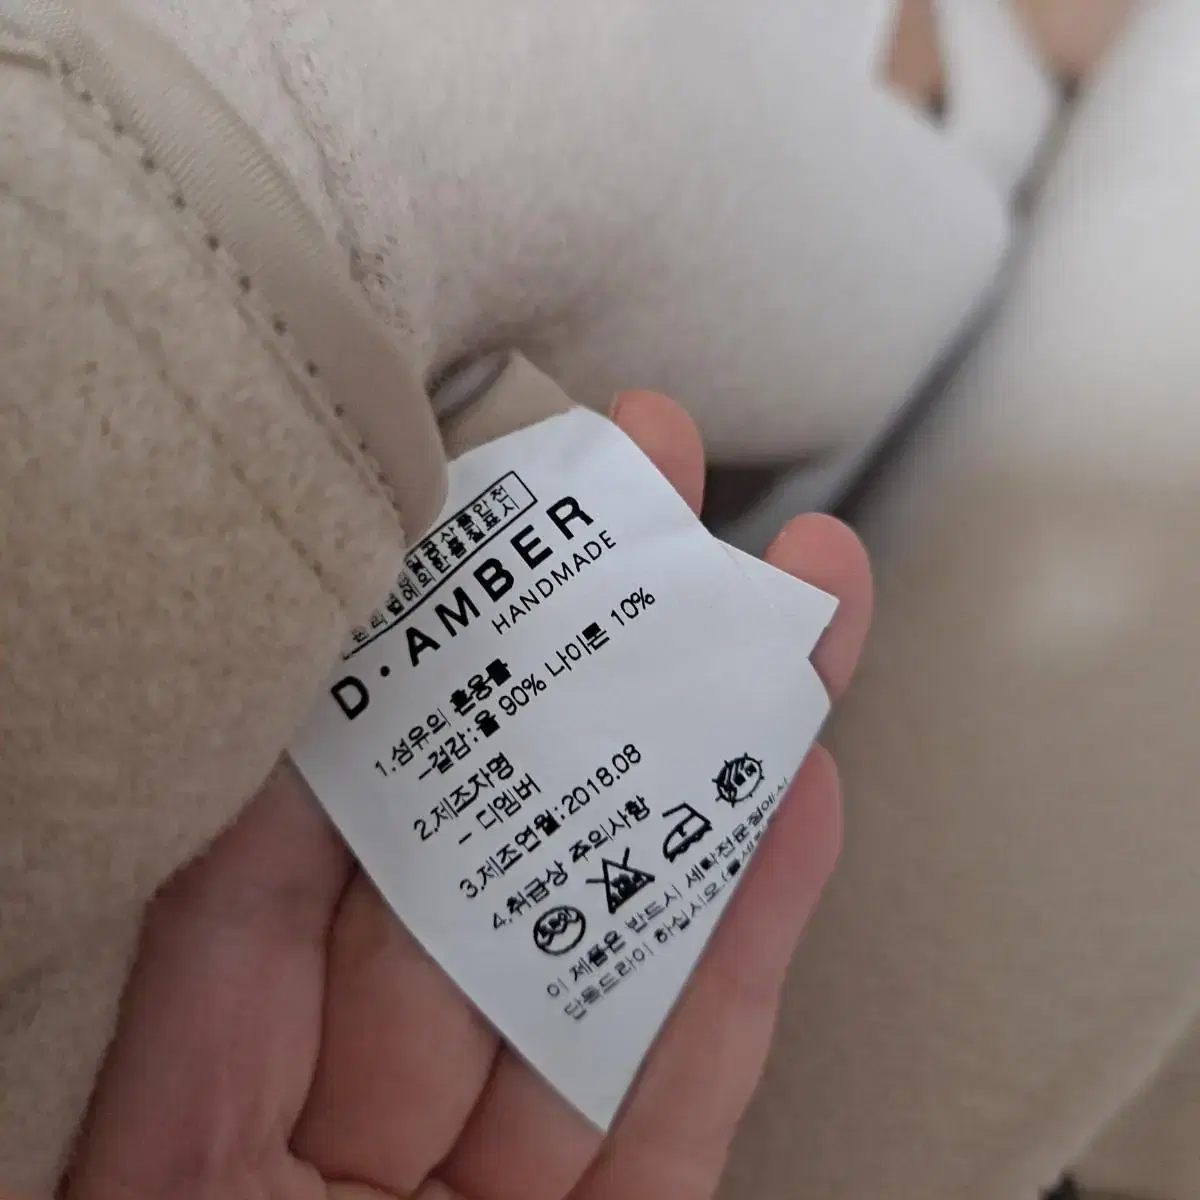 D·AMBER
HANDMADE
1.섬유의 혼용률
-겉감:울 90% 나이론 10%
2.제조자명
- 디엠버
3.제조연월:2018.08
4.취급상 주의사항
이 제품은 반드시 세탁전문점에서
단독드라이 하십시오